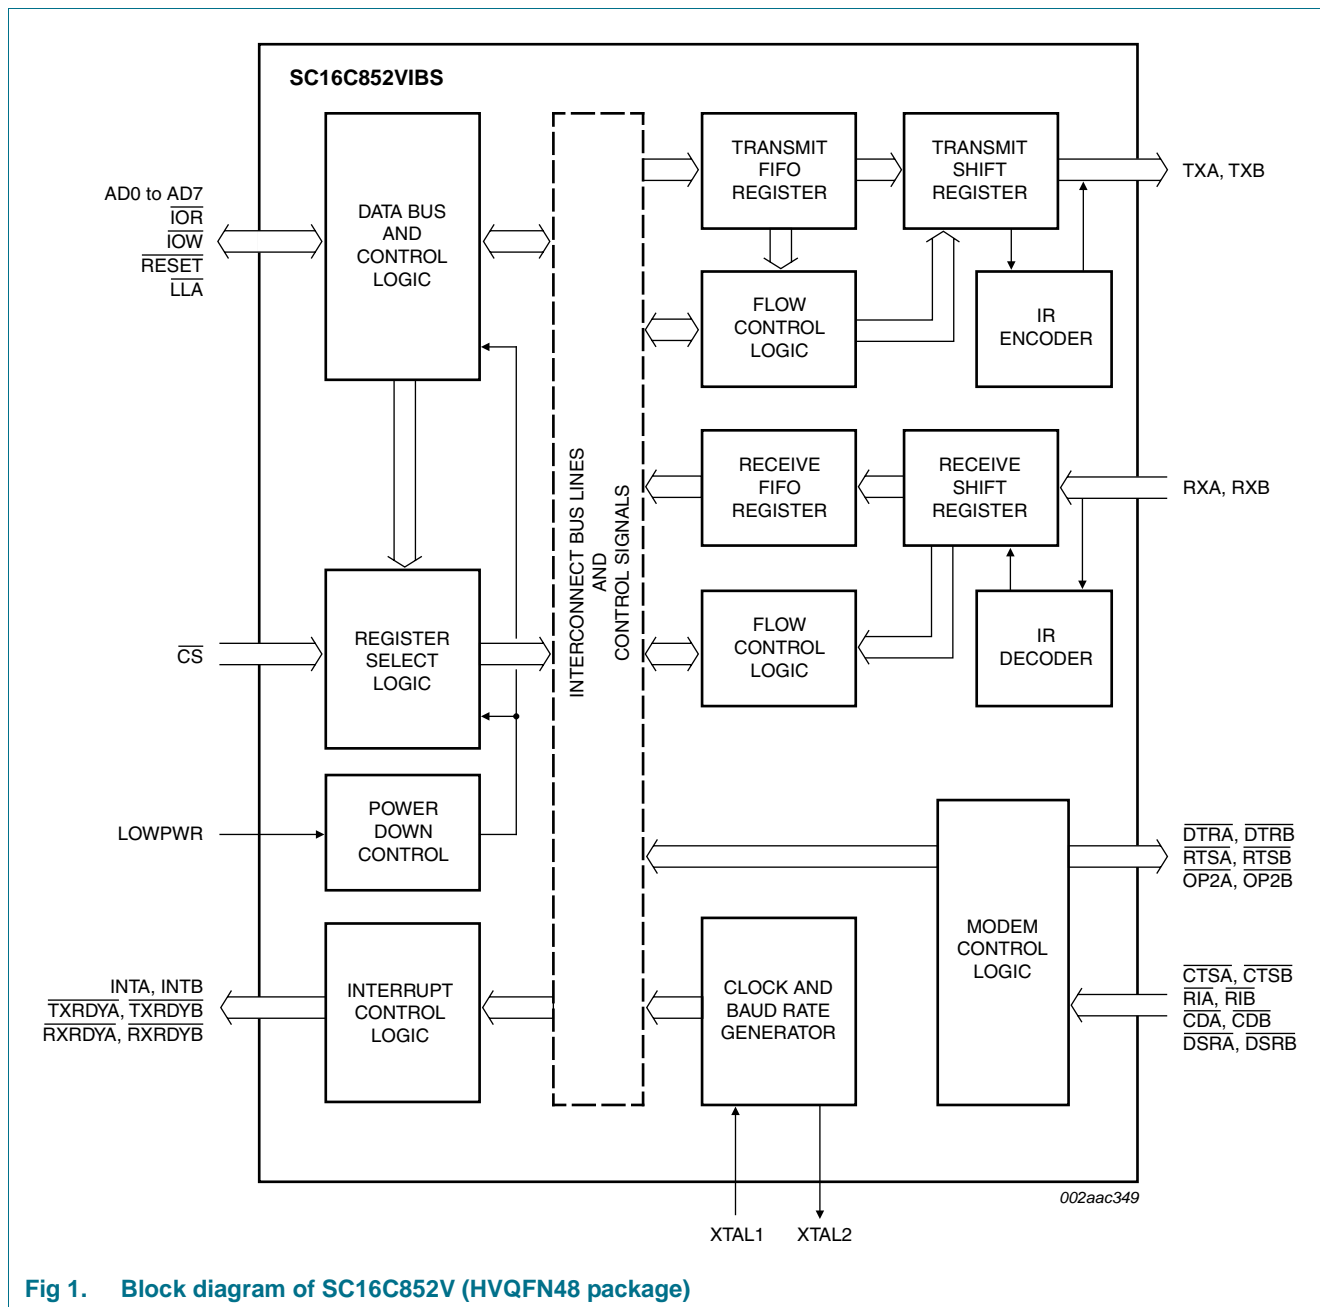 SC16C852VIBS
AD0 to AD7
IOR
IOW
RESET
LLA
DATA BUS
AND
CONTROL
LOGIC
TRANSMIT
FIFO
REGISTER
TRANSMIT
SHIFT
REGISTER
TXA, TXB
FLOW
CONTROL
LOGIC
IR
ENCODER
INTERCONNECT BUS LINES
AND
CONTROL SIGNALS
RECEIVE
FIFO
REGISTER
RECEIVE
SHIFT
REGISTER
RXA, RXB
CS
REGISTER
SELECT
LOGIC
FLOW
CONTROL
LOGIC
IR
DECODER
LOWPWR
POWER
DOWN
CONTROL
DTRA, DTRB
RTSA, RTSB
OP2A, OP2B
MODEM
CONTROL
LOGIC
INTA, INTB
TXRDYA, TXRDYB
RXRDYA, RXRDYB
INTERRUPT
CONTROL
LOGIC
CLOCK AND
BAUD RATE
GENERATOR
CTSA, CTSB
RIA, RIB
CDA, CDB
DSRA, DSRB
XTAL1
XTAL2
002aac349
Fig 1. Block diagram of SC16C852V (HVQFN48 package)